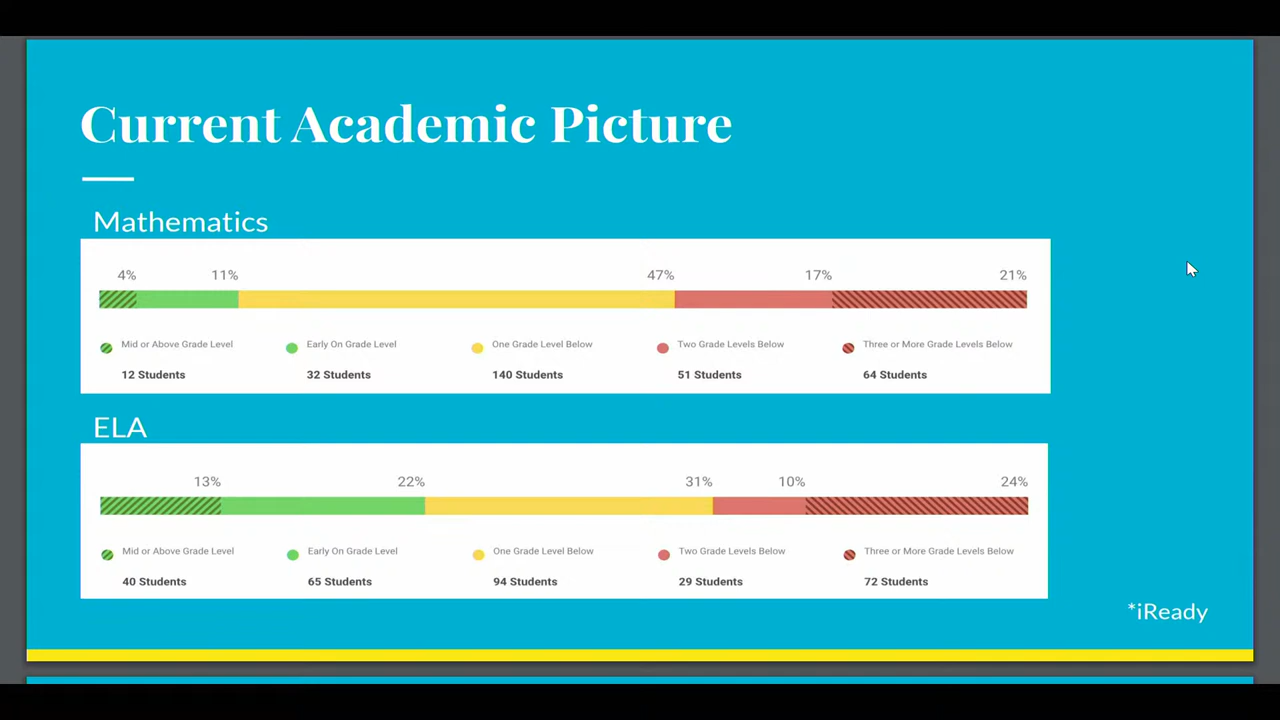 Current Academic Picture
Mathematics
4% 11% 47% 17% 21%
Mid or Above Grade Level Early On Grade Level One Grade Level Below Two Grade Levels Below Three or More Grade Levels Below
12 Students 32 Students 140 Students 51 Students 64 Students
ELA
13% 22% 31% 10% 24%
Mid or Above Grade Level Early On Grade Level One Grade Level Below Two Grade Levels Below Three or More Grade Levels Below
40 Students 65 Students 94 Students 29 Students 72 Students
*iReady